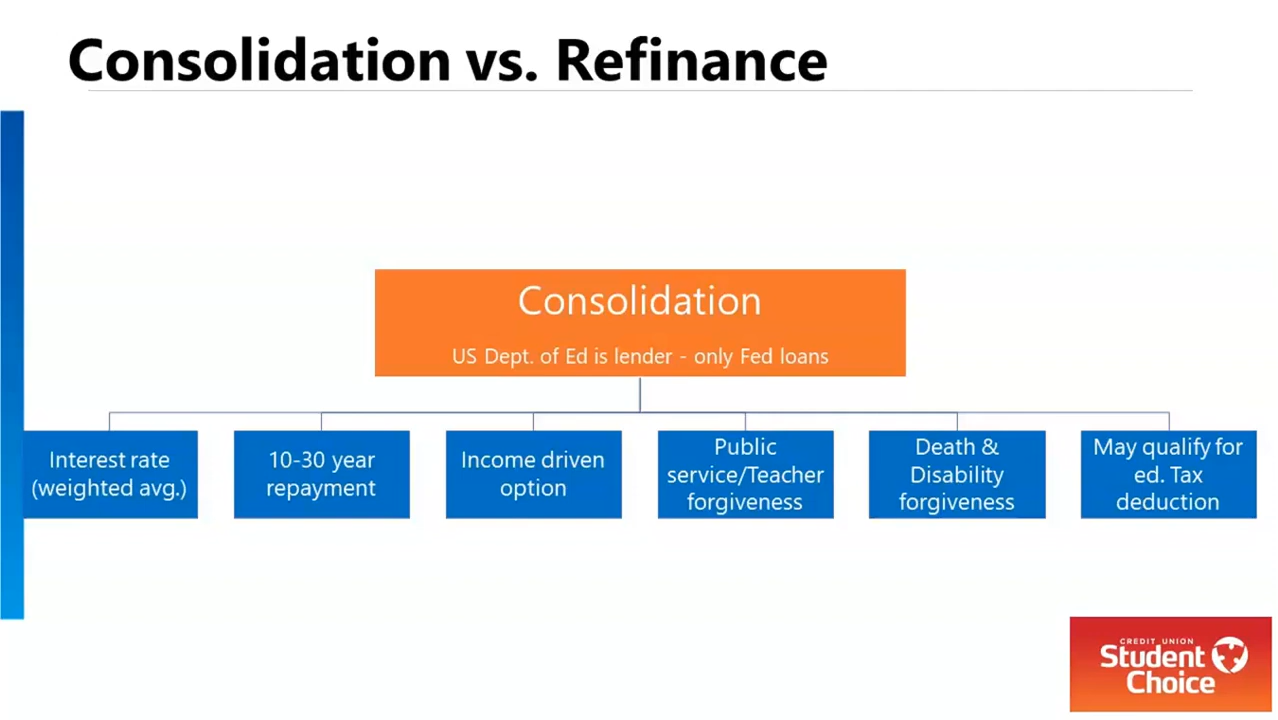 Consolidation vs. Refinance
Consolidation
US Dept. of Ed is lender - only Fed loans
Interest rate
(weighted avg.)
10-30 year
repayment
Income driven
option
Public
service/Teacher
forgiveness
Death &
Disability
forgiveness
May qualify for
ed. Tax
deduction
CREDIT UNION
Student
Choice